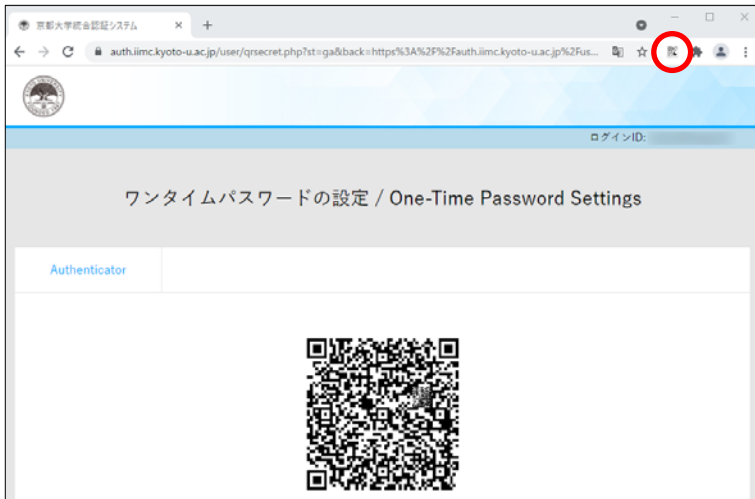 京都大学統合認証システム
auth.iimc.kyoto-u.ac.jp/user/qrsecret.php?st=ga&back=https%3A%2F%2Fauth.iimc.kyoto-u.ac.jp%2Fus...
ログインID:
ワンタイムパスワードの設定 / One-Time Password Settings
Authenticator